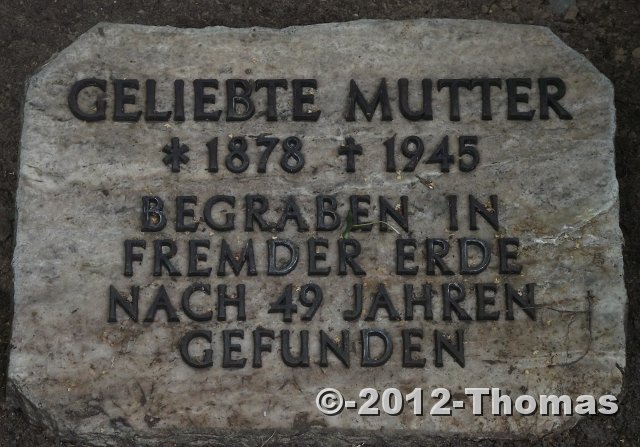 GELIEBTE MUTTER
* 1878 † 1945
BEGRABEN IN
FREMDER ERDE
NACH 49 JAHREN
GEFUNDEN
©-2012-Thomas